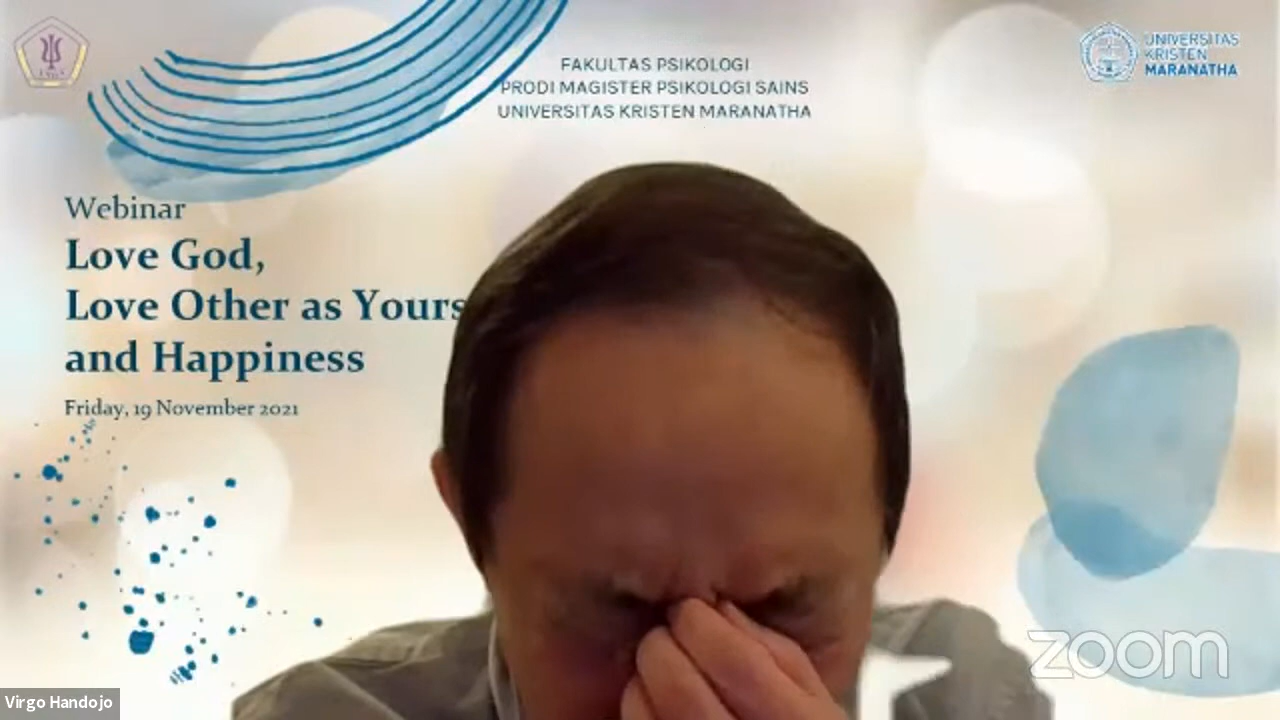 FAKULTAS PSIKOLOGI
PRODI MAGISTER PSIKOLOGI SAINS
UNIVERSITAS KRISTEN MARANATHA
UNIVERSITAS
KRISTEN
MARANATHA
Webinar
Love God,
Love Other as Yours
and Happiness
Friday, 19 November 2021
zoom
Virgo Handojo